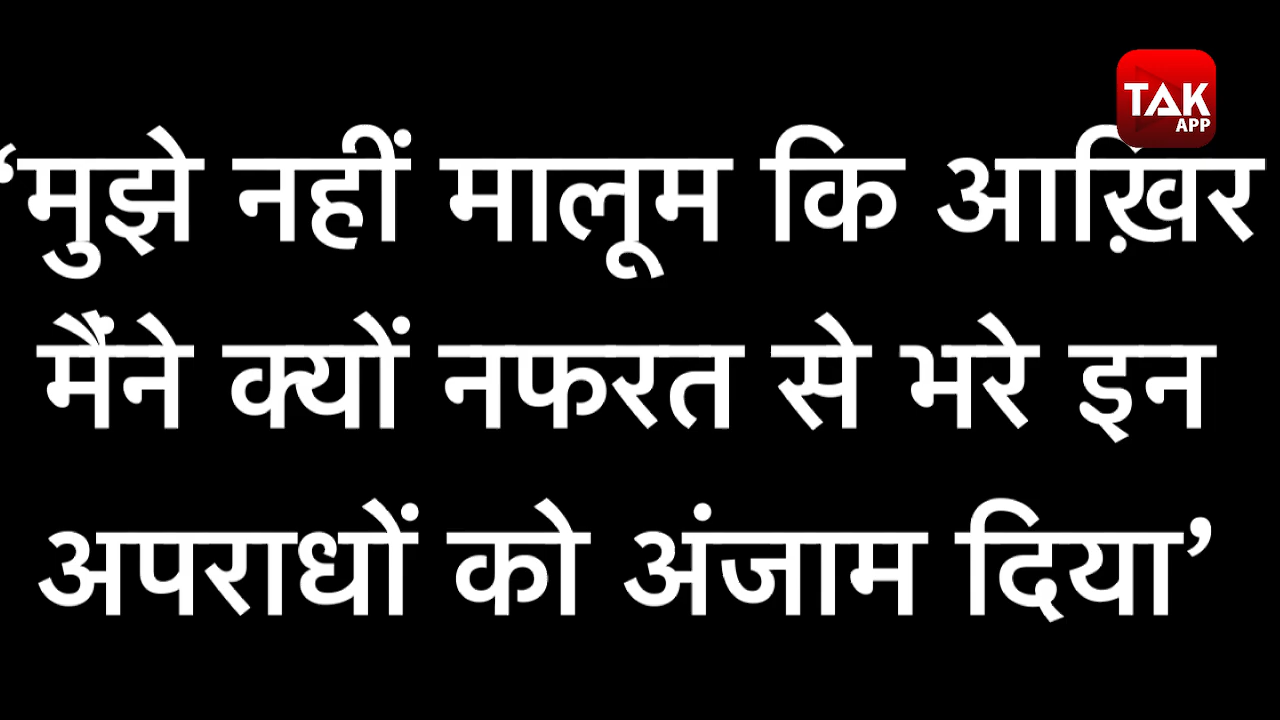 TAK
APP
‘मुझे नहीं मालूम कि आख़िर
मैंने क्यों नफरत से भरे इन
अपराधों को अंजाम दिया’